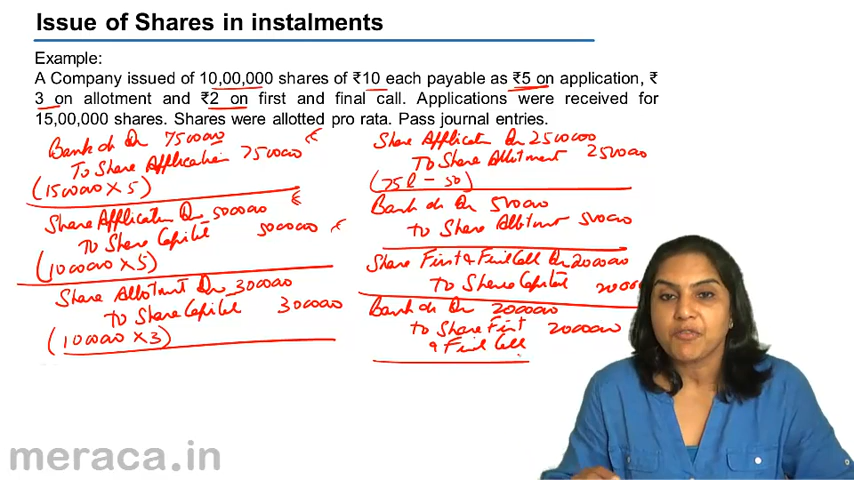 Issue of Shares in instalments
Example:
A Company issued of 10,00,000 shares of ₹10 each payable as ₹5 on application, ₹
3 on allotment and ₹2 on first and final call. Applications were received for
15,00,000 shares. Shares were allotted pro rata. Pass journal entries.
Bank a/c Dr 7500000
To Share Application 7500000
(1500000 X 5)
Share Application Dr 5000000
To Share Capital 5000000
(1000000 X 5)
Share Allotment Dr 3000000
To Share Capital 3000000
(1000000 X 3)
Share Application Dr 2500000
To Share Allotment 2500000
(75L - 50)
Bank a/c Dr 500000
To Share Allotment 500000
Share First & Final Call Dr 2000000
To Share Capital
Bank a/c Dr 2000000
To Share First 2000000
& Final Call
meraca.in